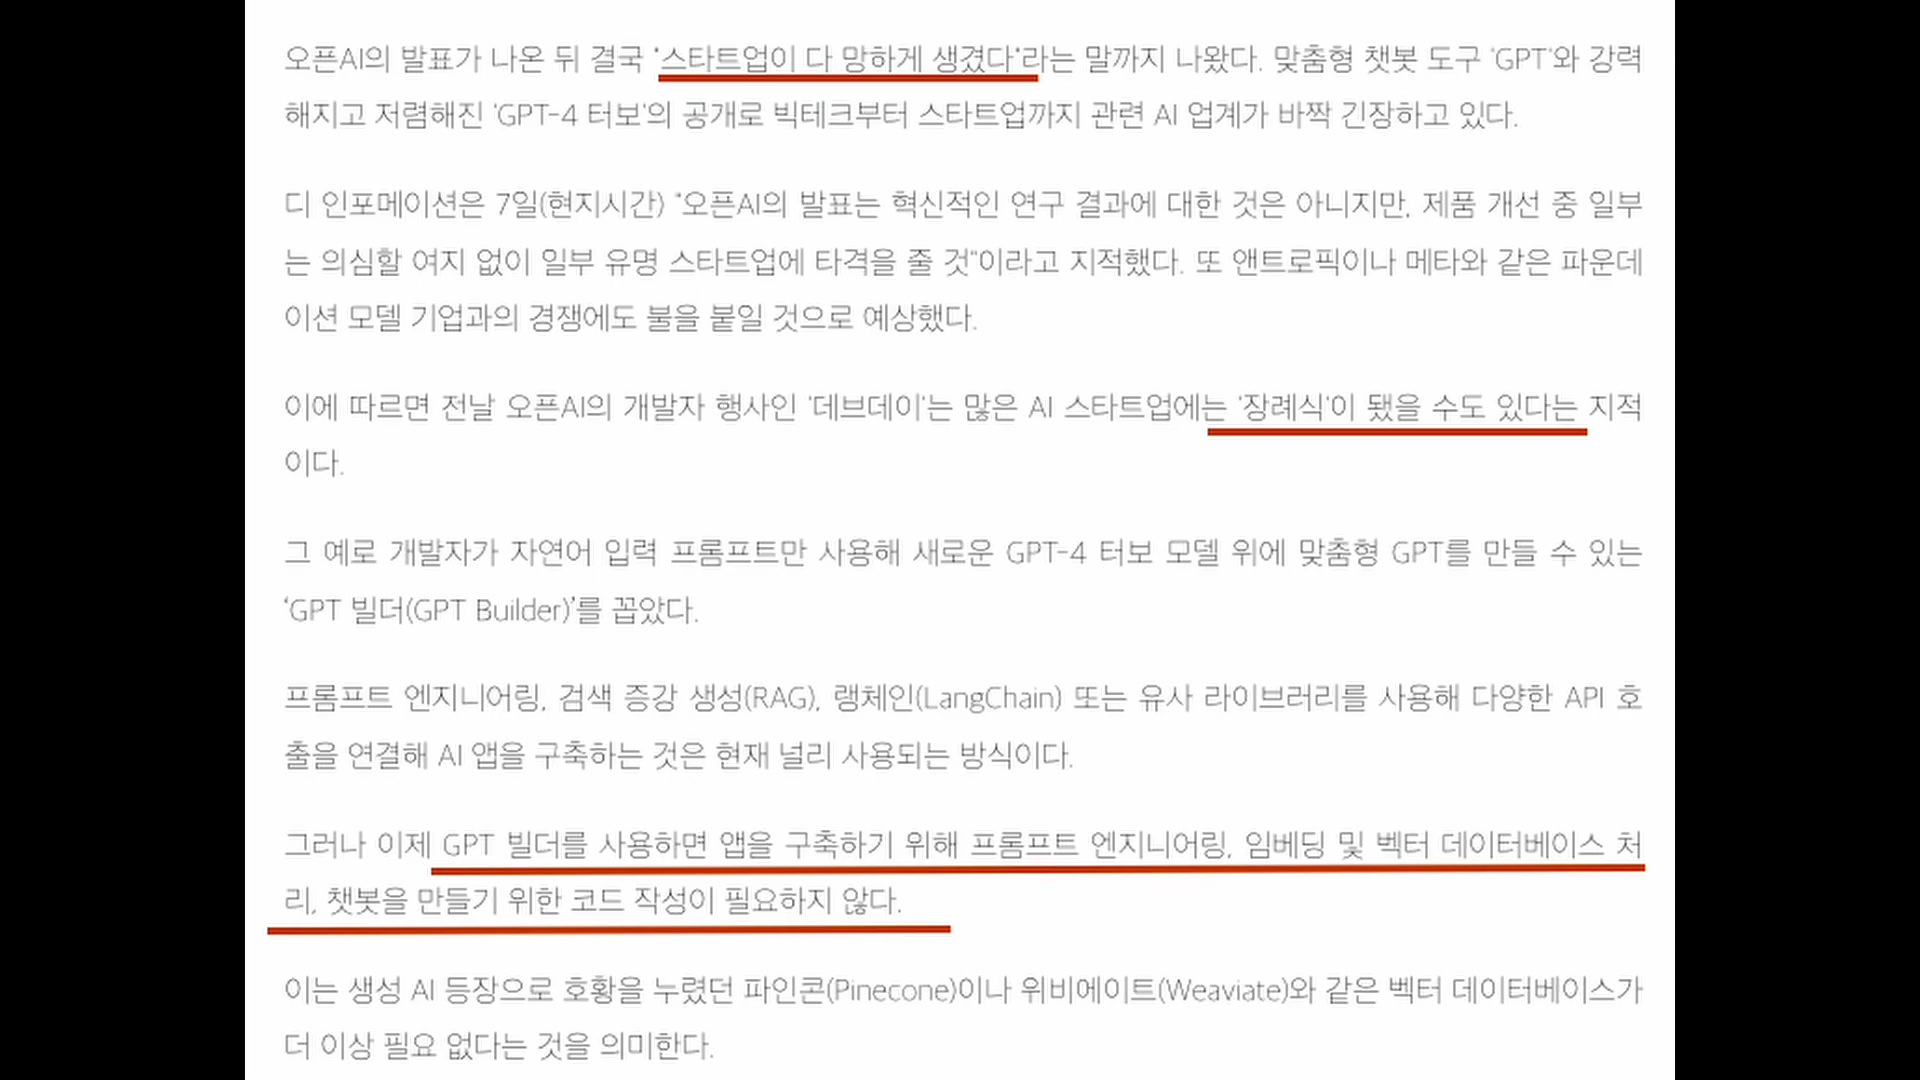 오픈AI의 발표가 나온 뒤 결국 '스타트업이 다 망하게 생겼다'라는 말까지 나왔다. 맞춤형 챗봇 도구 'GPT'와 강력
해지고 저렴해진 'GPT-4 터보'의 공개로 빅테크부터 스타트업까지 관련 AI 업계가 바짝 긴장하고 있다.
디 인포메이션은 7일(현지시간) "오픈AI의 발표는 혁신적인 연구 결과에 대한 것은 아니지만, 제품 개선 중 일부
는 의심할 여지 없이 일부 유명 스타트업에 타격을 줄 것"이라고 지적했다. 또 앤트로픽이나 메타와 같은 파운데
이션 모델 기업과의 경쟁에도 불을 붙일 것으로 예상했다.
이에 따르면 전날 오픈AI의 개발자 행사인 '데브데이'는 많은 AI 스타트업에는 '장례식'이 됐을 수도 있다는 지적
이다.
그 예로 개발자가 자연어 입력 프롬프트만 사용해 새로운 GPT-4 터보 모델 위에 맞춤형 GPT를 만들 수 있는
'GPT 빌더(GPT Builder)'를 꼽았다.
프롬프트 엔지니어링, 검색 증강 생성(RAG), 랭체인(LangChain) 또는 유사 라이브러리를 사용해 다양한 API 호
출을 연결해 AI 앱을 구축하는 것은 현재 널리 사용되는 방식이다.
그러나 이제 GPT 빌더를 사용하면 앱을 구축하기 위해 프롬프트 엔지니어링, 임베딩 및 벡터 데이터베이스 처
리, 챗봇을 만들기 위한 코드 작성이 필요하지 않다.
이는 생성 AI 등장으로 호황을 누렸던 파인콘(Pinecone)이나 위비에이트(Weaviate)와 같은 벡터 데이터베이스가
더 이상 필요 없다는 것을 의미한다.